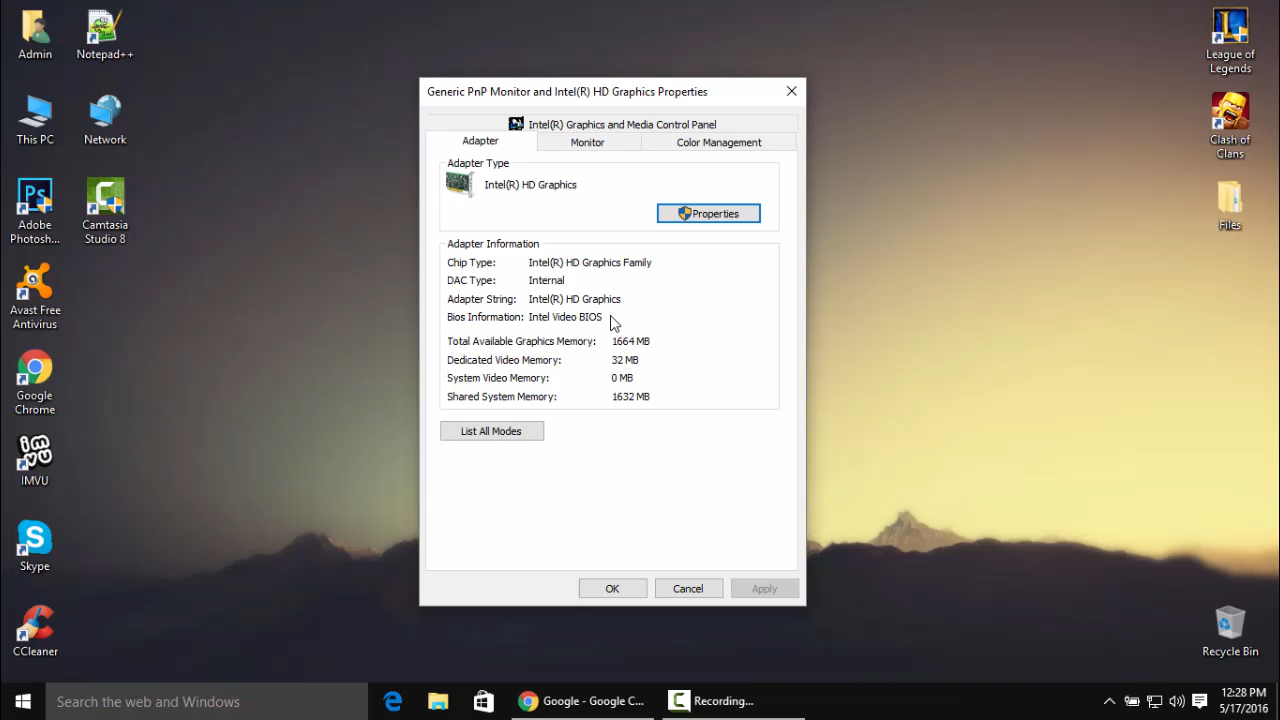 Admin
Notepad++
This PC
Network
Adobe
Photosh...
Camtasia
Studio 8
Avast Free
Antivirus
Google
Chrome
IMVU
Skype
CCleaner
Generic PnP Monitor and Intel(R) HD Graphics Properties
Intel(R) Graphics and Media Control Panel
Adapter
Monitor
Color Management
Adapter Type
Intel(R) HD Graphics
Properties
Adapter Information
Chip Type: Intel(R) HD Graphics Family
DAC Type: Internal
Adapter String: Intel(R) HD Graphics
Bios Information: Intel Video BIOS
Total Available Graphics Memory: 1664 MB
Dedicated Video Memory: 32 MB
System Video Memory: 0 MB
Shared System Memory: 1632 MB
List All Modes
OK
Cancel
Apply
League of
Legends
Clash of
Clans
Files
Recycle Bin
Search the web and Windows
Google - Google C...
Recording...
12:28 PM
5/17/2016